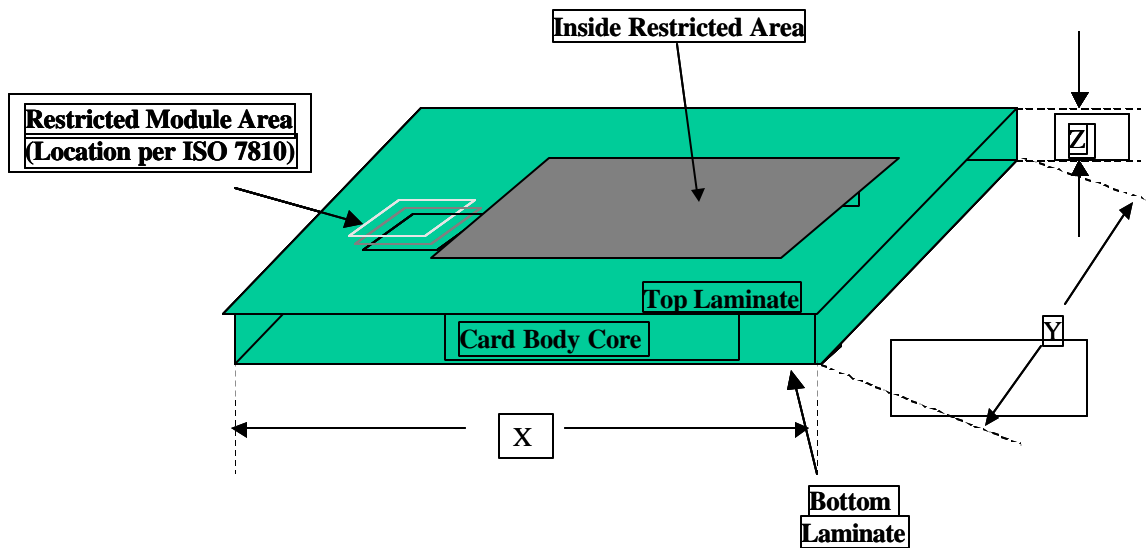 Inside Restricted Area
Restricted Module Area
(Location per ISO 7810)
Z
Top Laminate
Y
Card Body Core
X
Bottom
Laminate